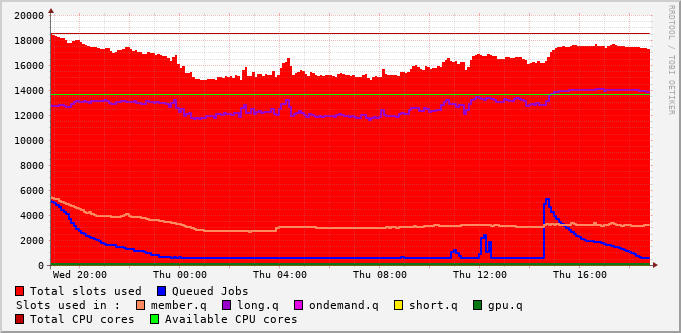 20000
18000
16000
14000
12000
10000
8000
6000
4000
2000
0
Wed 20:00 Thu 00:00 Thu 04:00 Thu 08:00 Thu 12:00 Thu 16:00
Total slots used Queued Jobs
Slots used in : member.q long.q ondemand.q short.q gpu.q
Total CPU cores Available CPU cores
RRDTOOL / TOBI OETIKER